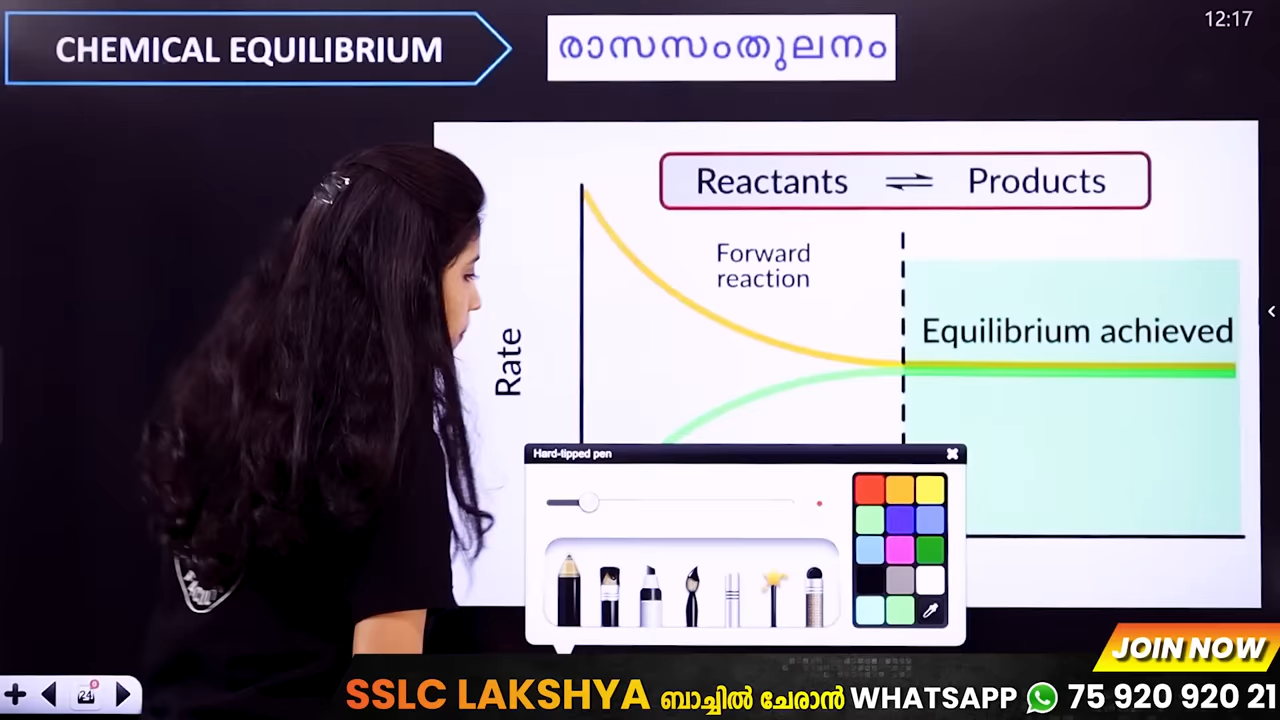 12:17
CHEMICAL EQUILIBRIUM
രാസസംതുലനം
Reactants ⇌ Products
Forward
reaction
Equilibrium achieved
Rate
Hard-tipped pen
24
JOIN NOW
SSLC LAKSHYA ബാച്ചിൽ ചേരാൻ WHATSAPP 75 920 920 21